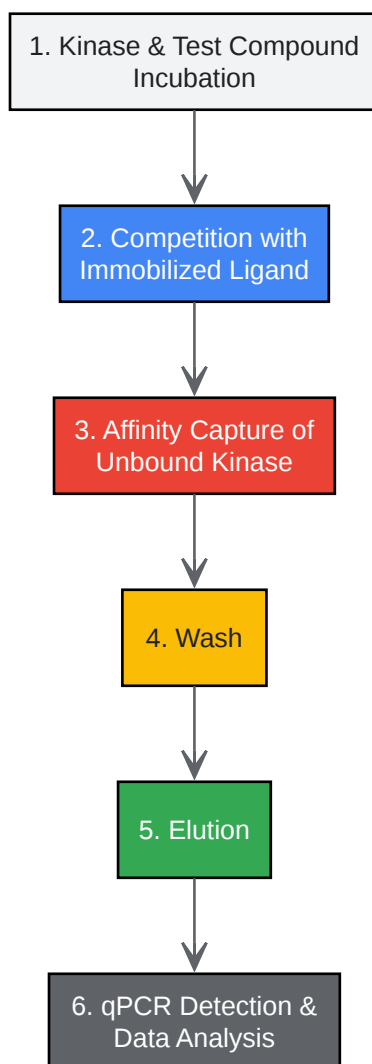 1. Kinase & Test Compound
Incubation
2. Competition with
Immobilized Ligand
3. Affinity Capture of
Unbound Kinase
4. Wash
5. Elution
6. qPCR Detection &
Data Analysis